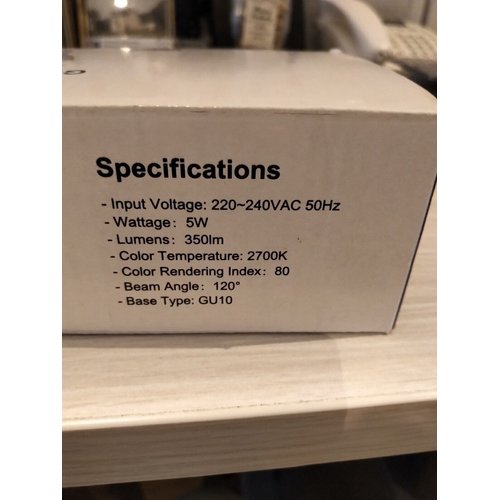 Specifications
- Input Voltage: 220~240VAC 50Hz
- Wattage: 5W
- Lumens: 350lm
- Color Temperature: 2700K
- Color Rendering Index: 80
- Beam Angle: 120°
- Base Type: GU10